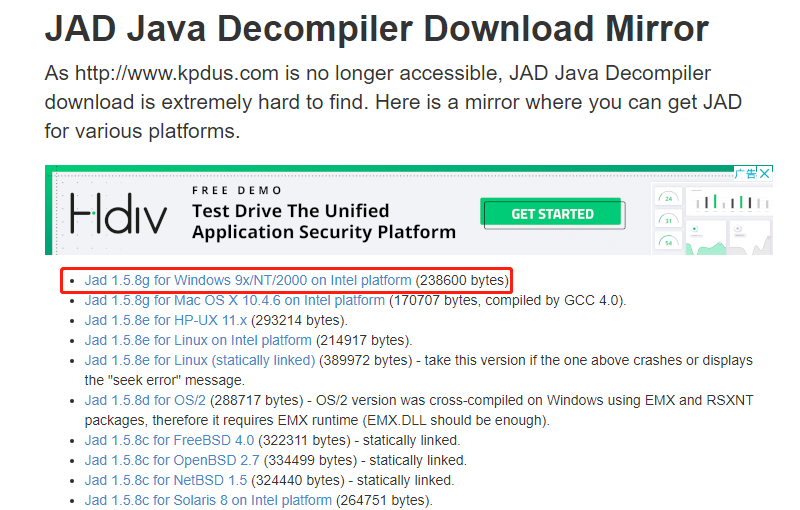 JAD Java Decompiler Download Mirror
As http://www.kpdus.com is no longer accessible, JAD Java Decompiler
download is extremely hard to find. Here is a mirror where you can get JAD
for various platforms.
广告
Hdiv
FREE DEMO
Test Drive The Unified
Application Security Platform
GET STARTED
24
31
54
Jad 1.5.8g for Windows 9x/NT/2000 on Intel platform (238600 bytes)
Jad 1.5.8g for Mac OS X 10.4.6 on Intel platform (170707 bytes, compiled by GCC 4.0).
Jad 1.5.8e for HP-UX 11.x (293214 bytes).
Jad 1.5.8e for Linux on Intel platform (214917 bytes).
Jad 1.5.8e for Linux (statically linked) (389972 bytes) - take this version if the one above crashes or displays
the "seek error" message.
Jad 1.5.8d for OS/2 (288717 bytes) - OS/2 version was cross-compiled on Windows using EMX and RSXNT
packages, therefore it requires EMX runtime (EMX.DLL should be enough).
Jad 1.5.8c for FreeBSD 4.0 (322311 bytes) - statically linked.
Jad 1.5.8c for OpenBSD 2.7 (334499 bytes) - statically linked.
Jad 1.5.8c for NetBSD 1.5 (324440 bytes) - statically linked.
Jad 1.5.8c for Solaris 8 on Intel platform (264751 bytes).